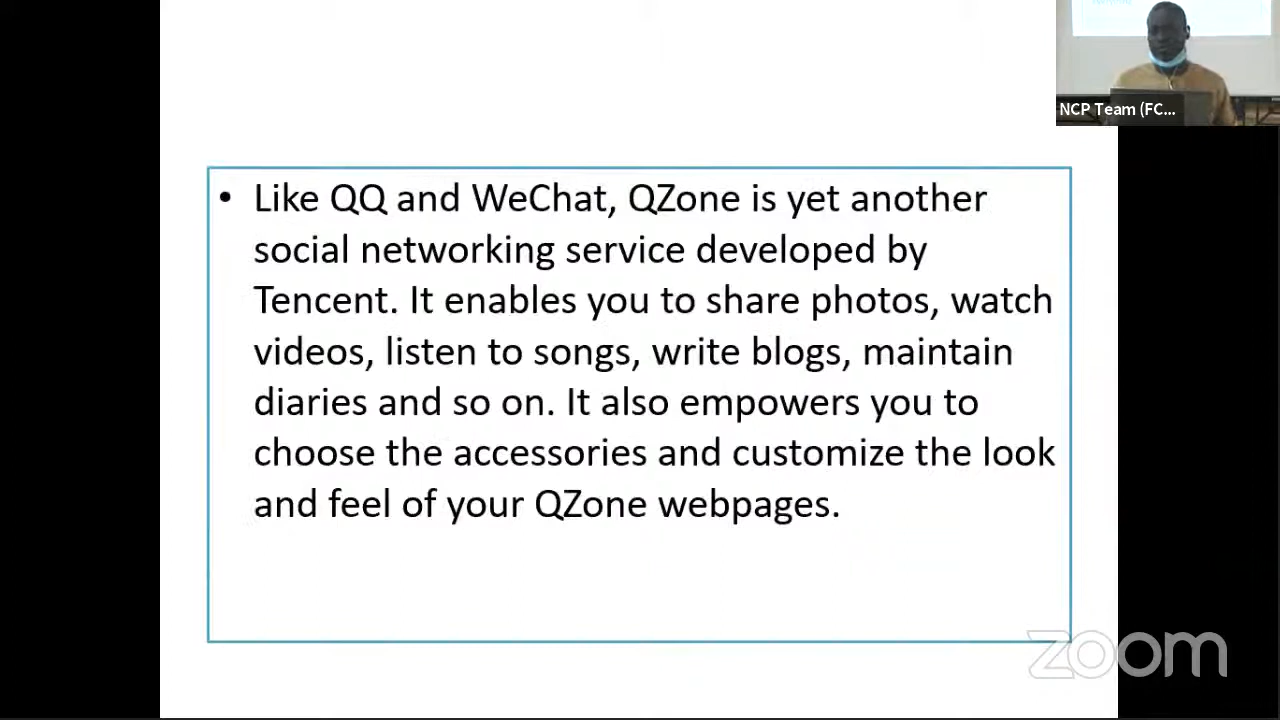 NCP Team (FC...
• Like QQ and WeChat, QZone is yet another
social networking service developed by
Tencent. It enables you to share photos, watch
videos, listen to songs, write blogs, maintain
diaries and so on. It also empowers you to
choose the accessories and customize the look
and feel of your QZone webpages.
zoom